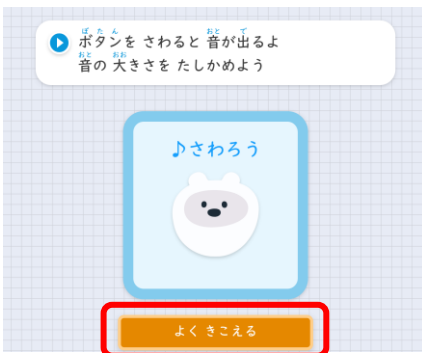 ボタンを さわると 音が出るよ
音の 大きさを たしかめよう
♪さわろう
よく きこえる